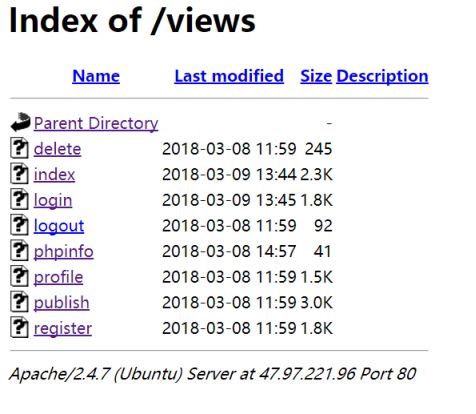 Index of /views
Name Last modified Size Description
Parent Directory -
delete 2018-03-08 11:59 245
index 2018-03-09 13:44 2.3K
login 2018-03-09 13:45 1.8K
logout 2018-03-08 11:59 92
phpinfo 2018-03-08 14:57 41
profile 2018-03-08 11:59 1.5K
publish 2018-03-08 11:59 3.0K
register 2018-03-08 11:59 1.8K
Apache/2.4.7 (Ubuntu) Server at 47.97.221.96 Port 80